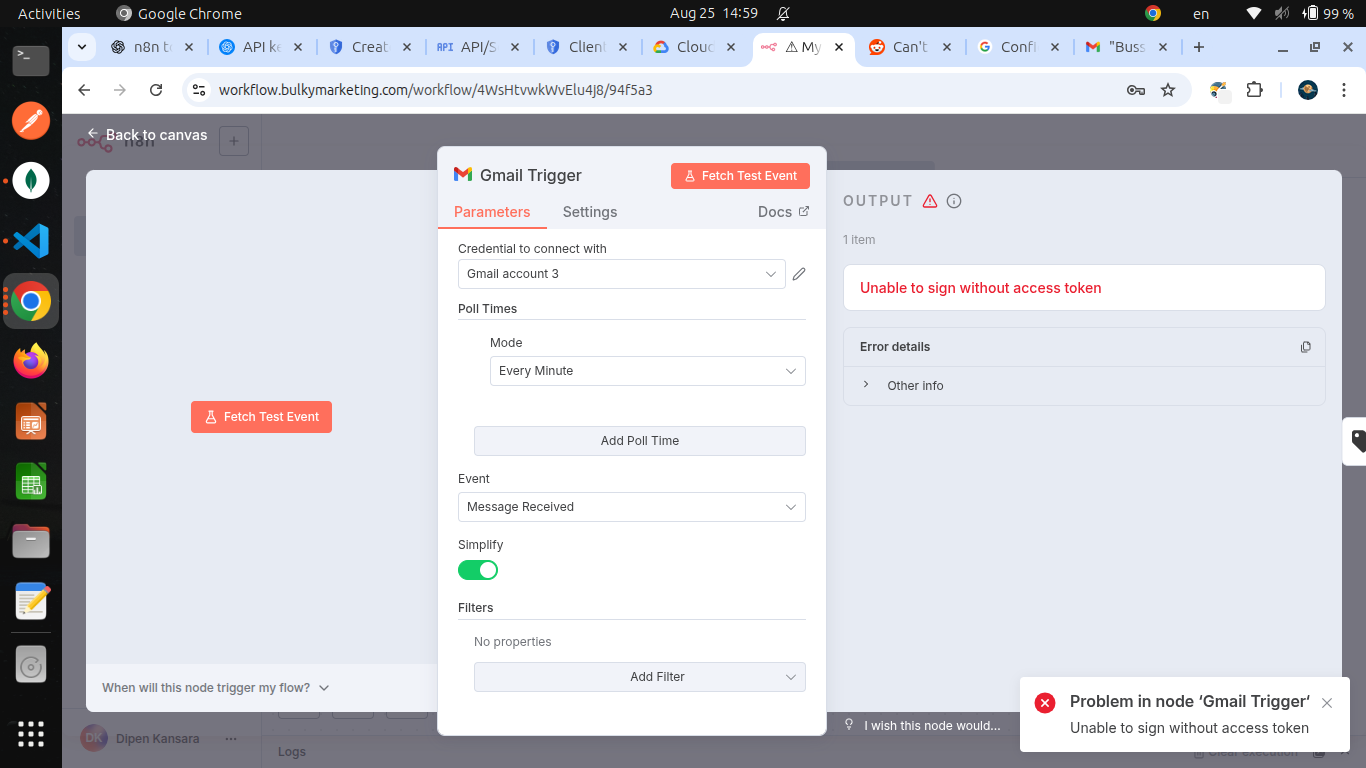 Activities
Google Chrome
Aug 25 14:59
en
99 %
n8n to
API ke
Creat
API/S
Client
Cloud
⚠ My
Can't
Confi
"Buss
workflow.bulkymarketing.com/workflow/4WsHtvwkWvElu4J8/94f5a3
Back to canvas
n8n
Gmail Trigger
Fetch Test Event
Parameters
Settings
Docs
Credential to connect with
Gmail account 3
Poll Times
Mode
Every Minute
Add Poll Time
Event
Message Received
Simplify
Filters
No properties
Add Filter
Fetch Test Event
When will this node trigger my flow?
OUTPUT
1 item
Unable to sign without access token
Error details
Other info
I wish this node would...
Problem in node ‘Gmail Trigger‘
Unable to sign without access token
DK
Dipen Kansara
Logs
Clear execution